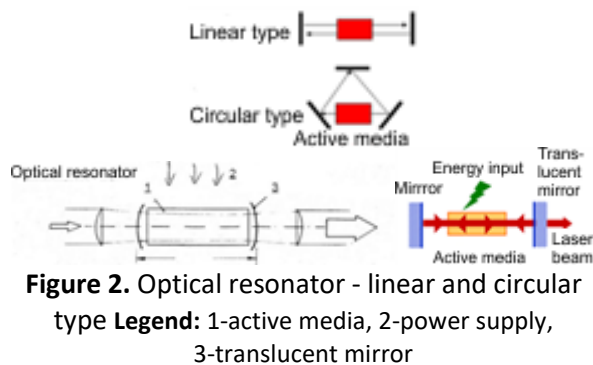 Linear type
Circular type
Active media
Optical resonator
1
2
3
Energy input
Trans-
lucent
mirror
Mirrror
Active media
Laser
beam
Figure 2. Optical resonator - linear and circular
type Legend: 1-active media, 2-power supply,
3-translucent mirror